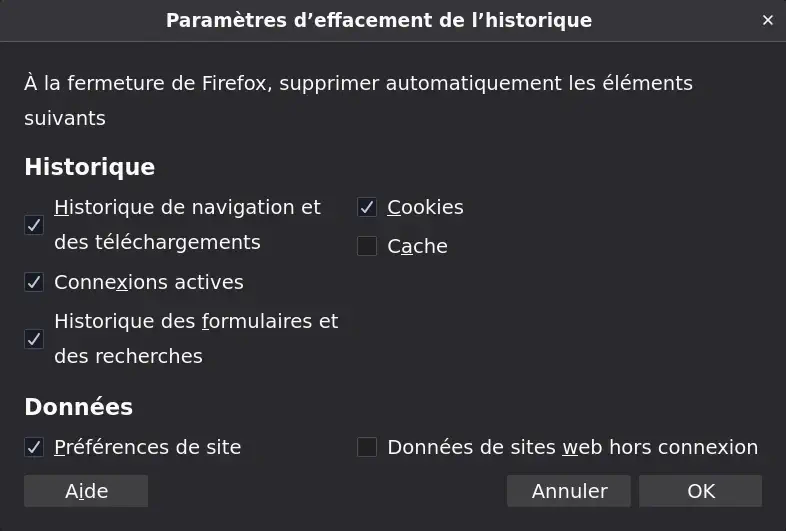 Paramètres d’effacement de l’historique
À la fermeture de Firefox, supprimer automatiquement les éléments
suivants
Historique
Historique de navigation et
des téléchargements
Cookies
Cache
Connexions actives
Historique des formulaires et
des recherches
Données
Préférences de site
Données de sites web hors connexion
Aide
Annuler
OK